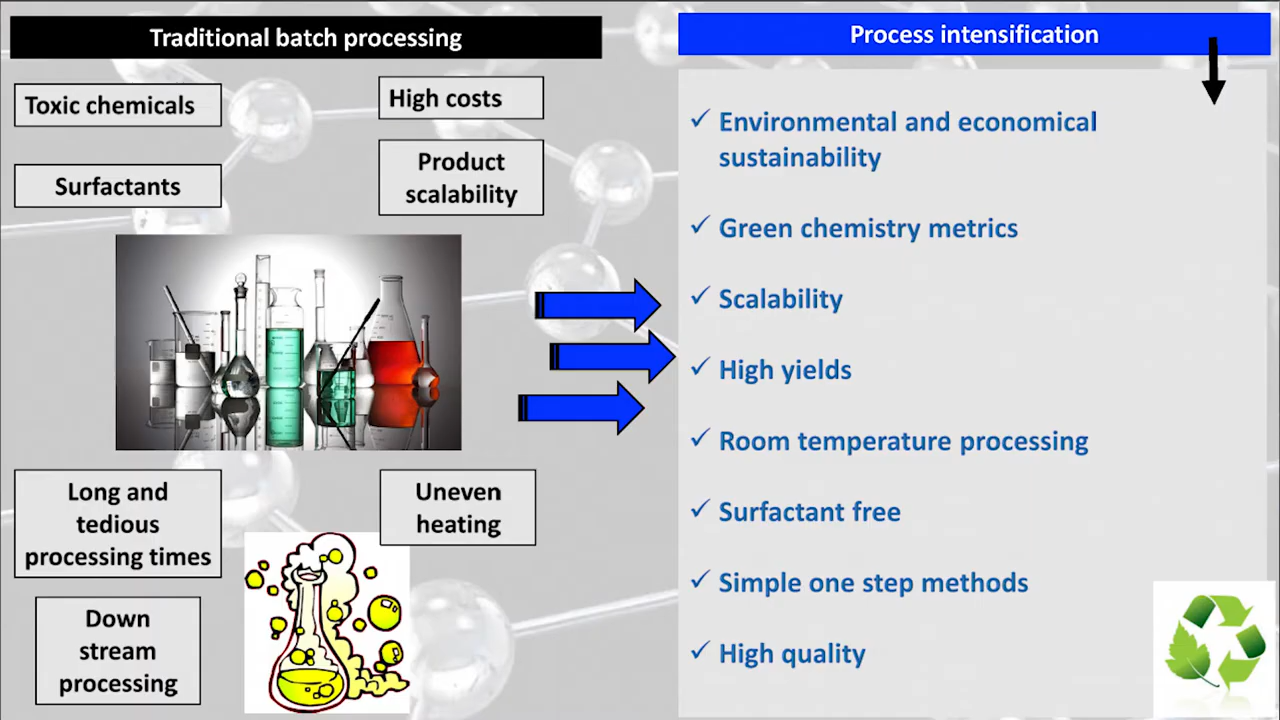 Traditional batch processing
Toxic chemicals
High costs
Surfactants
Product
scalability
Long and
tedious
processing times
Uneven
heating
Down
stream
processing
Process intensification
✓ Environmental and economical
sustainability
✓ Green chemistry metrics
✓ Scalability
✓ High yields
✓ Room temperature processing
✓ Surfactant free
✓ Simple one step methods
✓ High quality